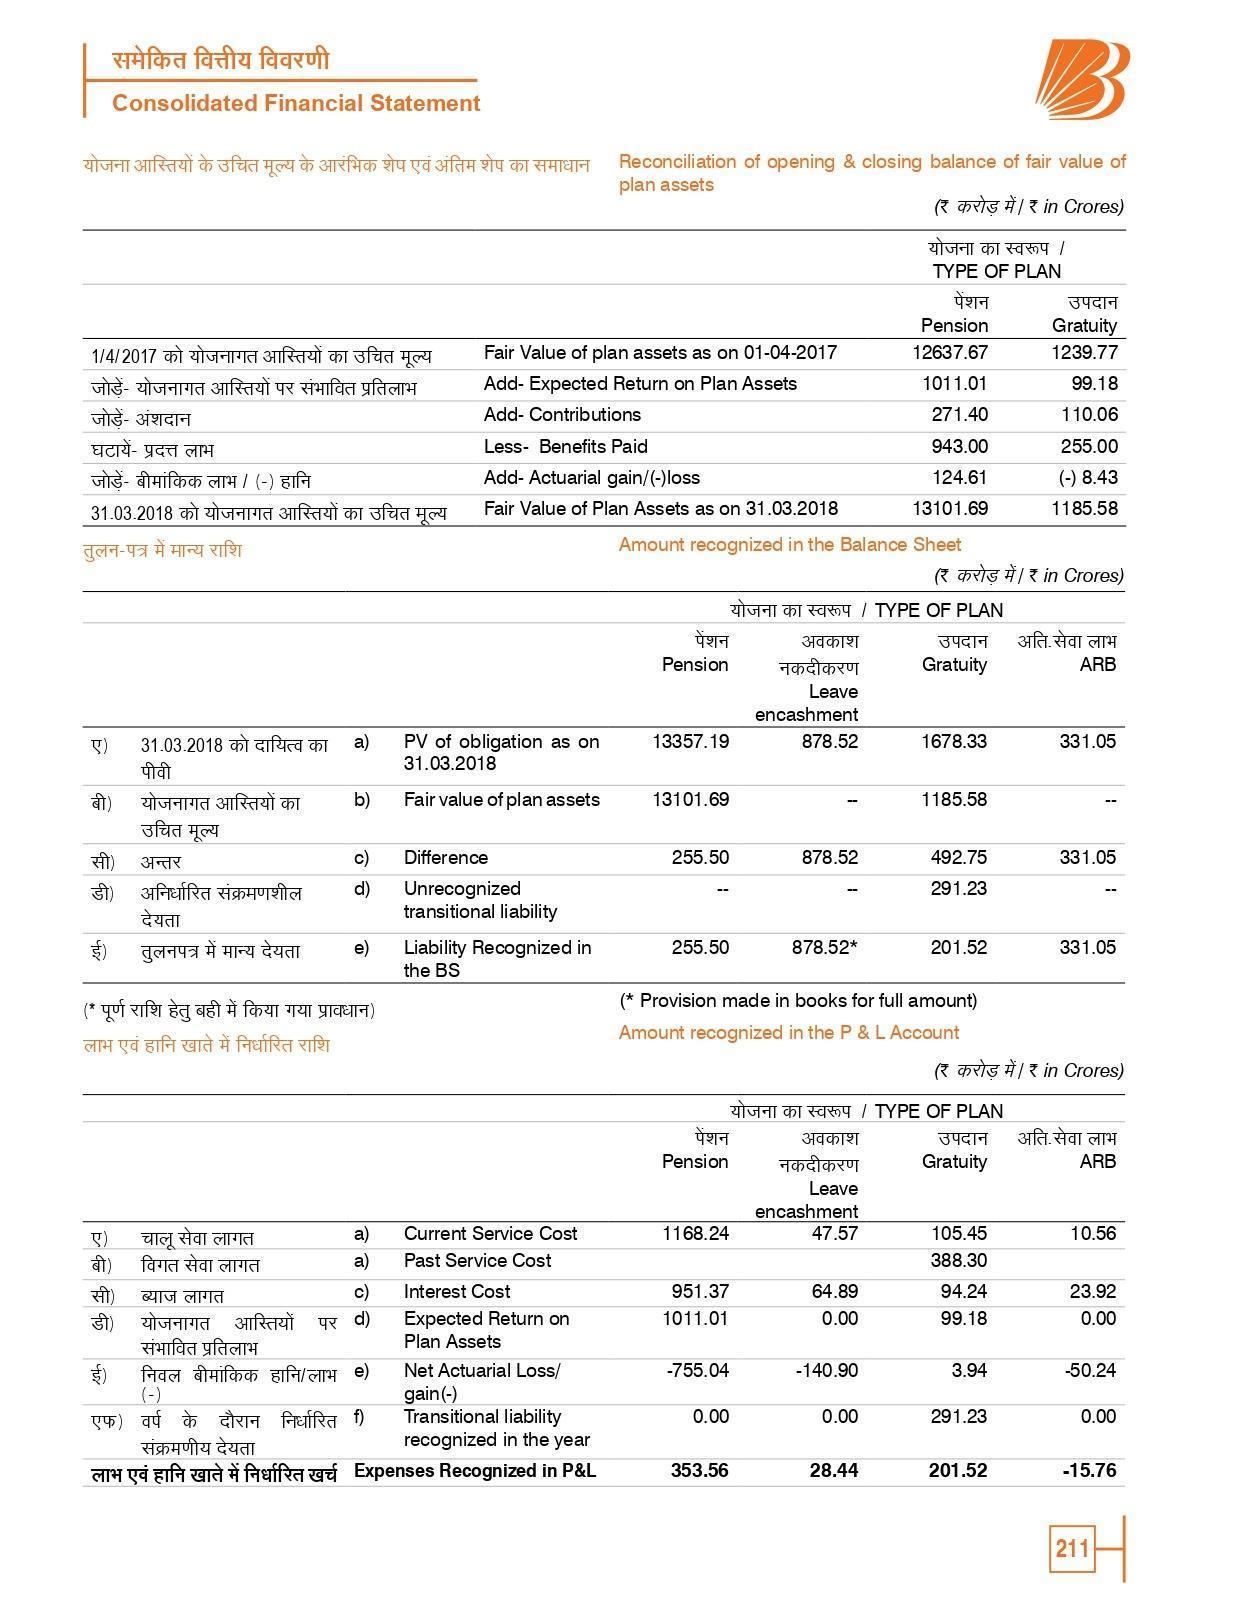 समेकित वित्तीय विवरणी
Consolidated Financial Statement
योजना आस्तियों के उचित मूल्य के आरंभिक शेष एवं अंतिम शेष का समाधान
Reconciliation of opening & closing balance of fair value of
plan assets
(₹ करोड़ में / ₹ in Crores)
योजना का स्वरूप /
TYPE OF PLAN
पेंशन उपदान
Pension Gratuity
1/4/2017 को योजनागत आस्तियों का उचित मूल्य Fair Value of plan assets as on 01-04-2017 12637.67 1239.77
जोड़ें- योजनागत आस्तियों पर संभावित प्रतिलाभ Add- Expected Return on Plan Assets 1011.01 99.18
जोड़ें- अंशदान Add- Contributions 271.40 110.06
घटायें- प्रदत्त लाभ Less- Benefits Paid 943.00 255.00
जोड़ें- बीमांकिक लाभ / (-) हानि Add- Actuarial gain/(-)loss 124.61 (-) 8.43
31.03.2018 को योजनागत आस्तियों का उचित मूल्य Fair Value of Plan Assets as on 31.03.2018 13101.69 1185.58
तुलन-पत्र में मान्य राशि Amount recognized in the Balance Sheet
(₹ करोड़ में / ₹ in Crores)
योजना का स्वरूप / TYPE OF PLAN
पेंशन अवकाश उपदान अति.सेवा लाभ
Pension नकदीकरण Gratuity ARB
Leave
encashment
ए) 31.03.2018 को दायित्व का a) PV of obligation as on 13357.19 878.52 1678.33 331.05
पीवी 31.03.2018
बी) योजनागत आस्तियों का b) Fair value of plan assets 13101.69 -- 1185.58 --
उचित मूल्य
सी) अन्तर c) Difference 255.50 878.52 492.75 331.05
डी) अनिर्धारित संक्रमणशील d) Unrecognized -- -- 291.23 --
देयता transitional liability
ई) तुलनपत्र में मान्य देयता e) Liability Recognized in 255.50 878.52* 201.52 331.05
the BS
(* पूर्ण राशि हेतु बही में किया गया प्रावधान) (* Provision made in books for full amount)
लाभ एवं हानि खाते में निर्धारित राशि Amount recognized in the P & L Account
(₹ करोड़ में / ₹ in Crores)
योजना का स्वरूप / TYPE OF PLAN
पेंशन अवकाश उपदान अति.सेवा लाभ
Pension नकदीकरण Gratuity ARB
Leave
encashment
ए) चालू सेवा लागत a) Current Service Cost 1168.24 47.57 105.45 10.56
बी) विगत सेवा लागत a) Past Service Cost 388.30
सी) ब्याज लागत c) Interest Cost 951.37 64.89 94.24 23.92
डी) योजनागत आस्तियों पर d) Expected Return on 1011.01 0.00 99.18 0.00
संभावित प्रतिलाभ Plan Assets
ई) निवल बीमांकिक हानि/लाभ e) Net Actuarial Loss/ -755.04 -140.90 3.94 -50.24
(-) gain(-)
एफ) वर्ष के दौरान निर्धारित f) Transitional liability 0.00 0.00 291.23 0.00
संक्रमणीय देयता recognized in the year
लाभ एवं हानि खाते में निर्धारित खर्च Expenses Recognized in P&L 353.56 28.44 201.52 -15.76
211